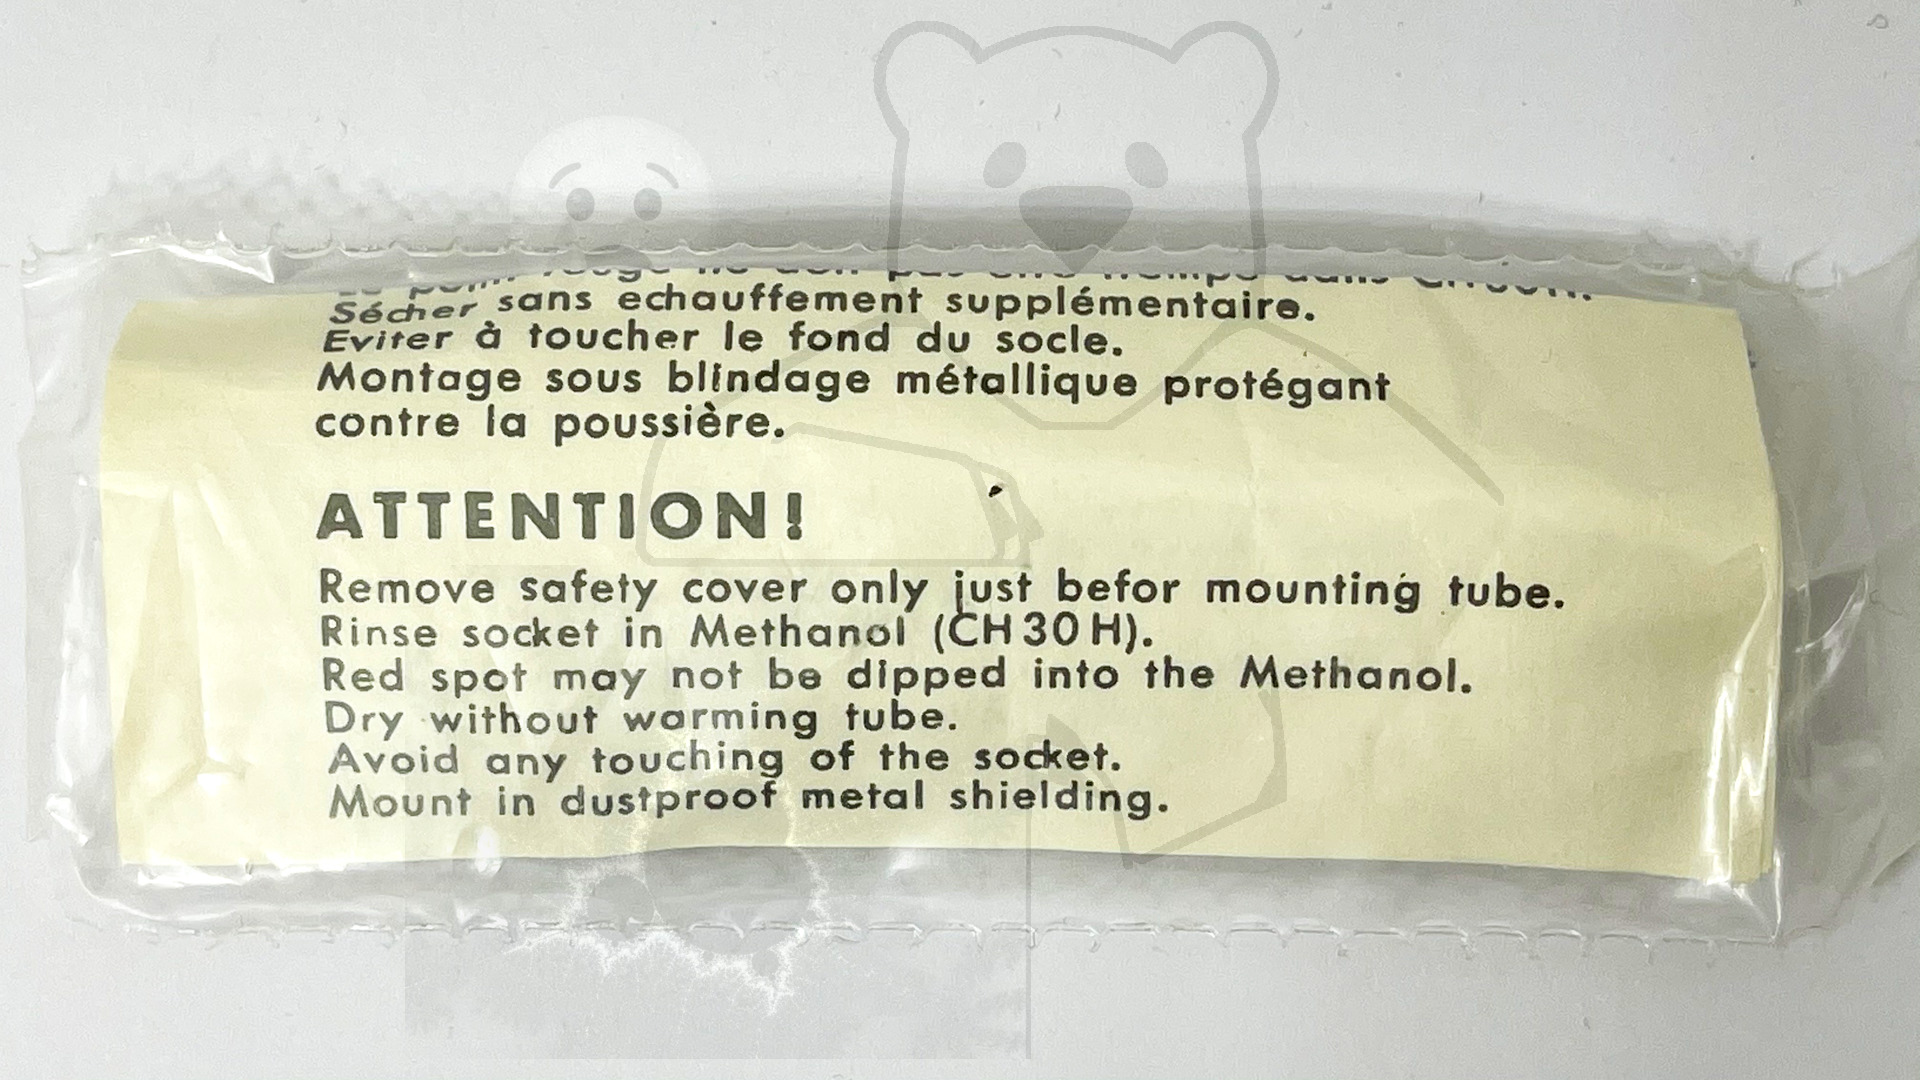 Sécher sans echauffement supplémentaire.
Eviter à toucher le fond du socle.
Montage sous blindage métallique protégant
contre la poussière.
ATTENTION!
Remove safety cover only just befor mounting tube.
Rinse socket in Methanol (CH30H).
Red spot may not be dipped into the Methanol.
Dry without warming tube.
Avoid any touching of the socket.
Mount in dustproof metal shielding.